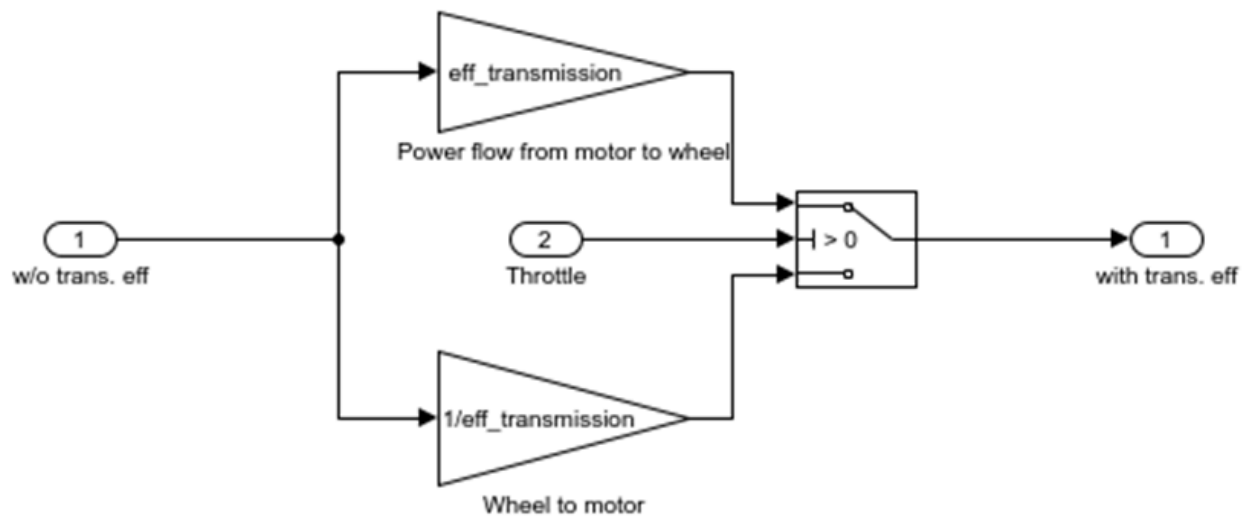 eff_transmission
Power flow from motor to wheel
1
w/o trans. eff
2
Throttle
> 0
1
with trans. eff
1/eff_transmission
Wheel to motor